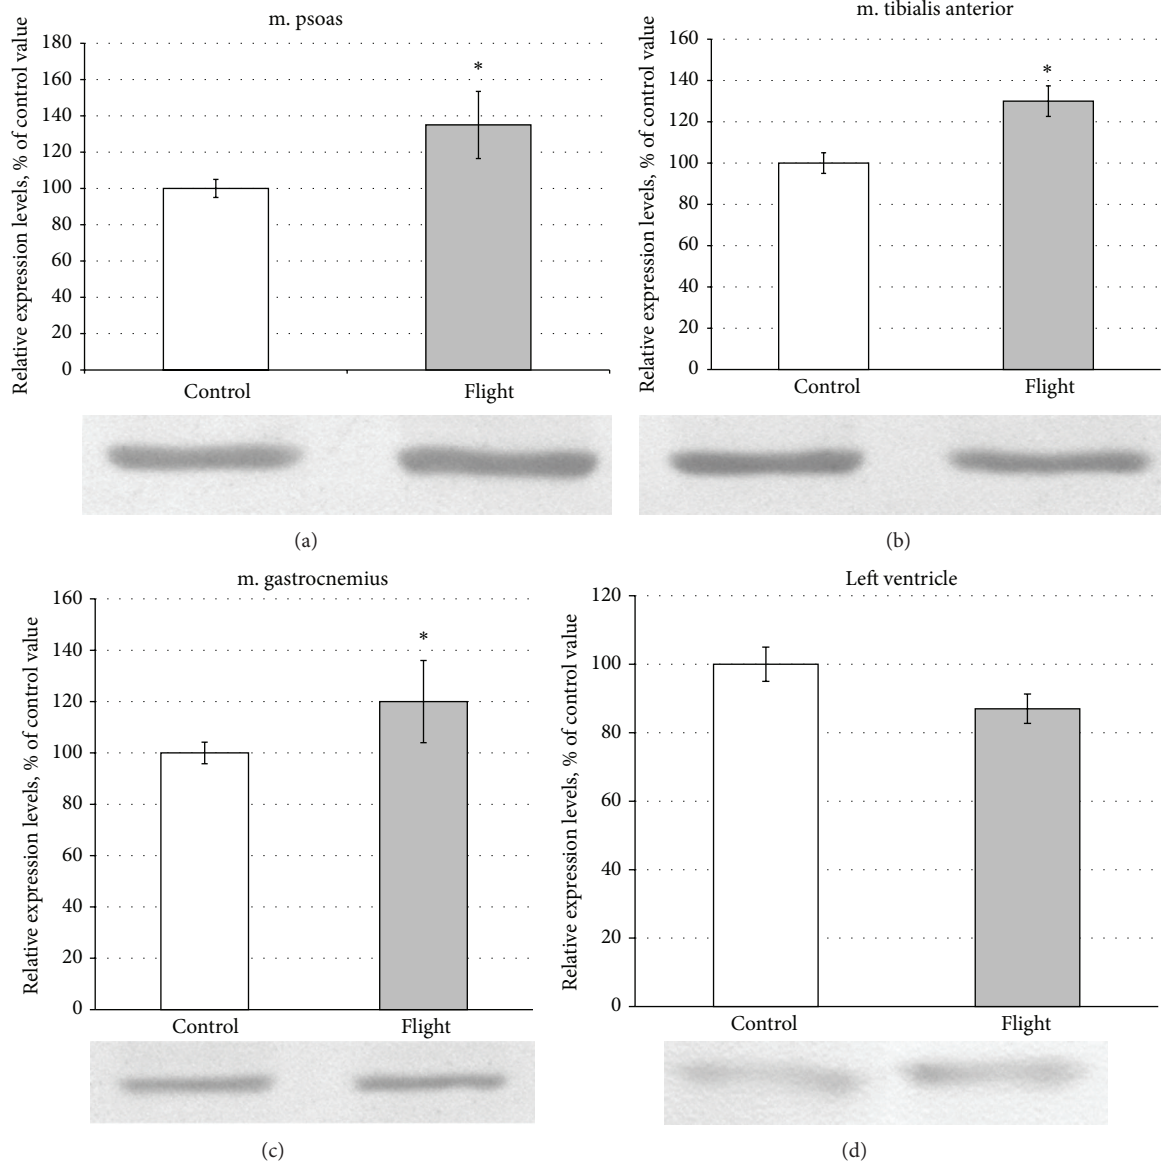 m. psoas
Relative expression levels, % of control value
180
160
140
120
100
80
60
40
20
0
*
Control Flight
(a)
m. tibialis anterior
Relative expression levels, % of control value
160
140
120
100
80
60
40
20
0
*
Control Flight
(b)
m. gastrocnemius
Relative expression levels, % of control value
160
140
120
100
80
60
40
20
0
*
Control Flight
(c)
Left ventricle
Relative expression levels, % of control value
120
100
80
60
40
20
0
Control Flight
(d)